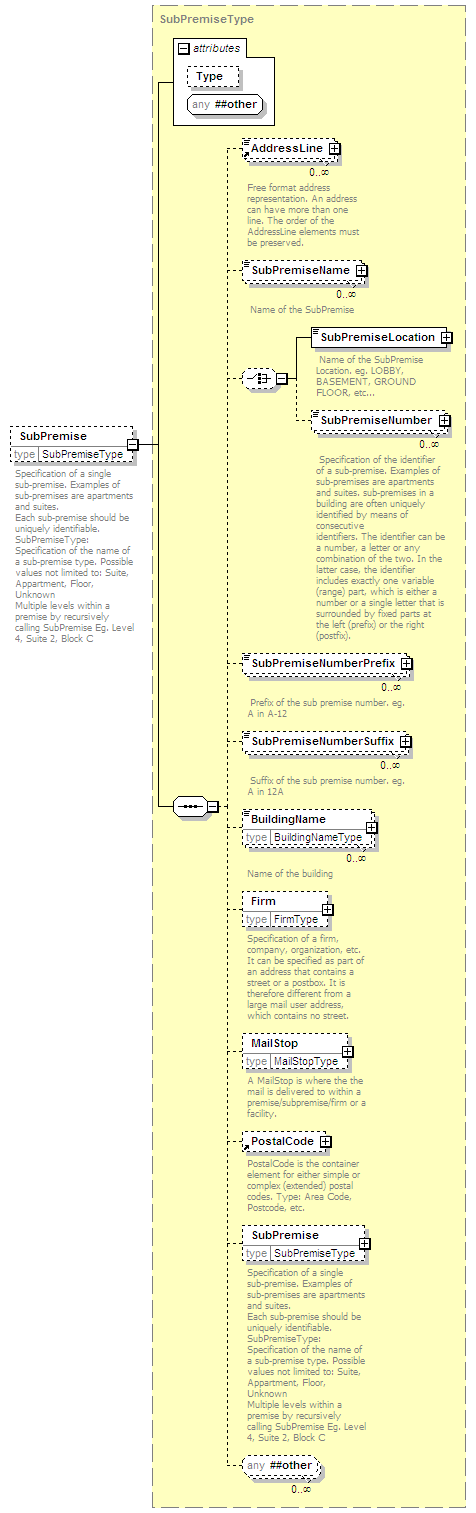 SubPremiseType
attributes
Type
any ##other
AddressLine
0..∞
Free format address
representation. An address
can have more than one
line. The order of the
AddressLine elements must
be preserved.
SubPremiseName
0..∞
Name of the SubPremise
SubPremiseLocation
Name of the SubPremise
Location. eg. LOBBY,
BASEMENT, GROUND
FLOOR, etc...
SubPremiseNumber
0..∞
Specification of the identifier
of a sub-premise. Examples of
sub-premises are apartments
and suites. sub-premises in a
building are often uniquely
identified by means of
consecutive
identifiers. The identifier can be
a number, a letter or any
combination of the two. In the
latter case, the identifier
includes exactly one variable
(range) part, which is either a
number or a single letter that is
surrounded by fixed parts at
the left (prefix) or the right
(postfix).
SubPremise
type SubPremiseType
Specification of a single
sub-premise. Examples of
sub-premises are apartments
and suites.
Each sub-premise should be
uniquely identifiable.
SubPremiseType:
Specification of the name of
a sub-premise type. Possible
values not limited to: Suite,
Appartment, Floor,
Unknown
Multiple levels within a
premise by recursively
calling SubPremise Eg. Level
4, Suite 2, Block C
SubPremiseNumberPrefix
0..∞
Prefix of the sub premise number. eg.
A in A-12
SubPremiseNumberSuffix
0..∞
Suffix of the sub premise number. eg.
A in 12A
BuildingName
type BuildingNameType
0..∞
Name of the building
Firm
type FirmType
Specification of a firm,
company, organization, etc.
It can be specified as part of
an address that contains a
street or a postbox. It is
therefore different from a
large mail user address,
which contains no street.
MailStop
type MailStopType
A MailStop is where the the
mail is delivered to within a
premise/subpremise/firm or a
facility.
PostalCode
PostalCode is the container
element for either simple or
complex (extended) postal
codes. Type: Area Code,
Postcode, etc.
SubPremise
type SubPremiseType
Specification of a single
sub-premise. Examples of
sub-premises are apartments
and suites.
Each sub-premise should be
uniquely identifiable.
SubPremiseType:
Specification of the name of
a sub-premise type. Possible
values not limited to: Suite,
Appartment, Floor,
Unknown
Multiple levels within a
premise by recursively
calling SubPremise Eg. Level
4, Suite 2, Block C
any ##other
0..∞